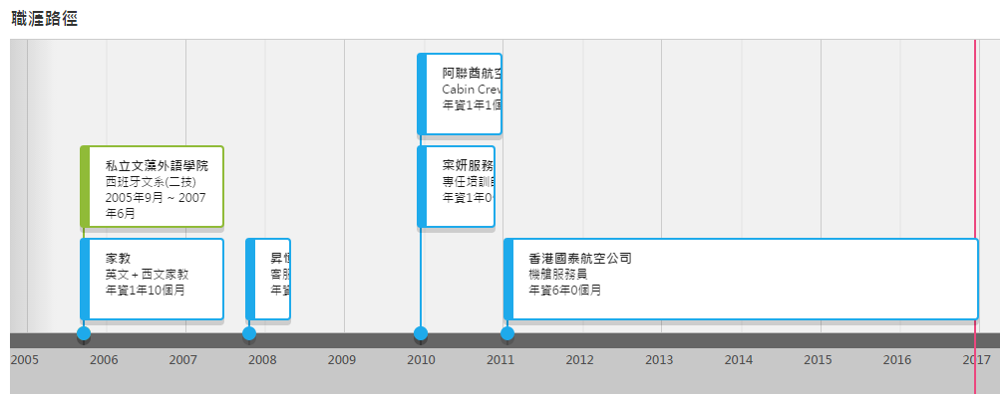 職涯路徑
阿聯酋航空
Cabin Crew
年資1年1個
寀妍服務
專任培訓
年資1年0
私立文藻外語學院
西班牙文系(二技)
2005年9月 ~ 2007
年6月
家教
英文 + 西文家教
年資1年10個月
昇恆
客服
年資
香港國泰航空公司
機艙服務員
年資6年0個月
2005 2006 2007 2008 2009 2010 2011 2012 2013 2014 2015 2016 2017